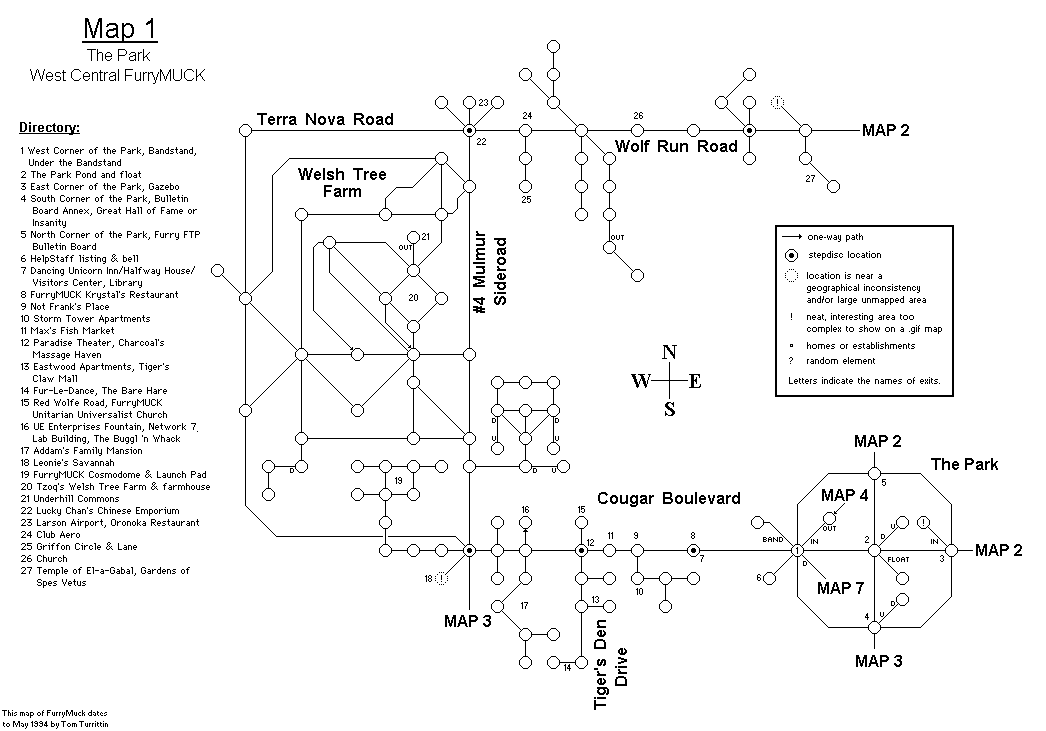 Map 1
The Park
West Central FurryMUCK
Directory:
1 West Corner of the Park, Bandstand,
Under the Bandstand
2 The Park Pond and float
3 East Corner of the Park, Gazebo
4 South Corner of the Park, Bulletin
Board Annex, Great Hall of Fame or
Insanity
5 North Corner of the Park, Furry FTP
Bulletin Board
6 HelpStaff listing & bell
7 Dancing Unicorn Inn/Halfway House/
Visitors Center, Library
8 FurryMUCK Krystal's Restaurant
9 Not Frank's Place
10 Storm Tower Apartments
11 Max's Fish Market
12 Paradise Theater, Charcoal's
Massage Haven
13 Eastwood Apartments, Tiger's
Claw Mall
14 Fur-Le-Dance, The Bare Hare
15 Red Wolfe Road, FurryMUCK
Unitarian Universalist Church
16 UE Enterprises Fountain, Network 7,
Lab Building, The Buggl 'n Whack
17 Addam's Family Mansion
18 Leonie's Savannah
19 FurryMUCK Cosmodome & Launch Pad
20 Tzoq's Welsh Tree Farm & farmhouse
21 Underhill Commons
22 Lucky Chan's Chinese Emporium
23 Larson Airport, Oronoka Restaurant
24 Club Aero
25 Griffon Circle & Lane
26 Church
27 Temple of El-a-Gabal, Gardens of
Spes Vetus
This map of FurryMuck dates
to May 1994 by Tom Turrittin
Terra Nova Road
23
22
24
25
26
Wolf Run Road
!
MAP 2
27
OUT
Welsh Tree
Farm
21
OUT
20
#4 Mulmur
Sideroad
one-way path
stepdisc location
location is near a
geographical inconsistency
and/or large unmapped area
! neat, interesting area too
complex to show on a .gif map
homes or establishments
? random element
Letters indicate the names of exits.
N
W E
S
D D
U U
D U
D
19
Cougar Boulevard
16
15
12
11
9
8
7
10
18
!
MAP 3
17
13
14
Tiger's Den
Drive
MAP 2
The Park
5
MAP 4
OUT
BAND
1
IN
D
6
MAP 7
2
U
D
FLOAT
!
IN
3
MAP 2
D
U
4
MAP 3